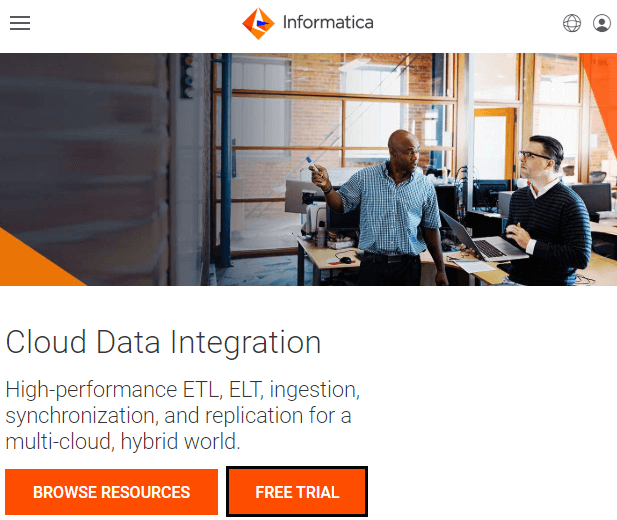 Informatica
Cloud Data Integration
High-performance ETL, ELT, ingestion,
synchronization, and replication for a
multi-cloud, hybrid world.
BROWSE RESOURCES
FREE TRIAL